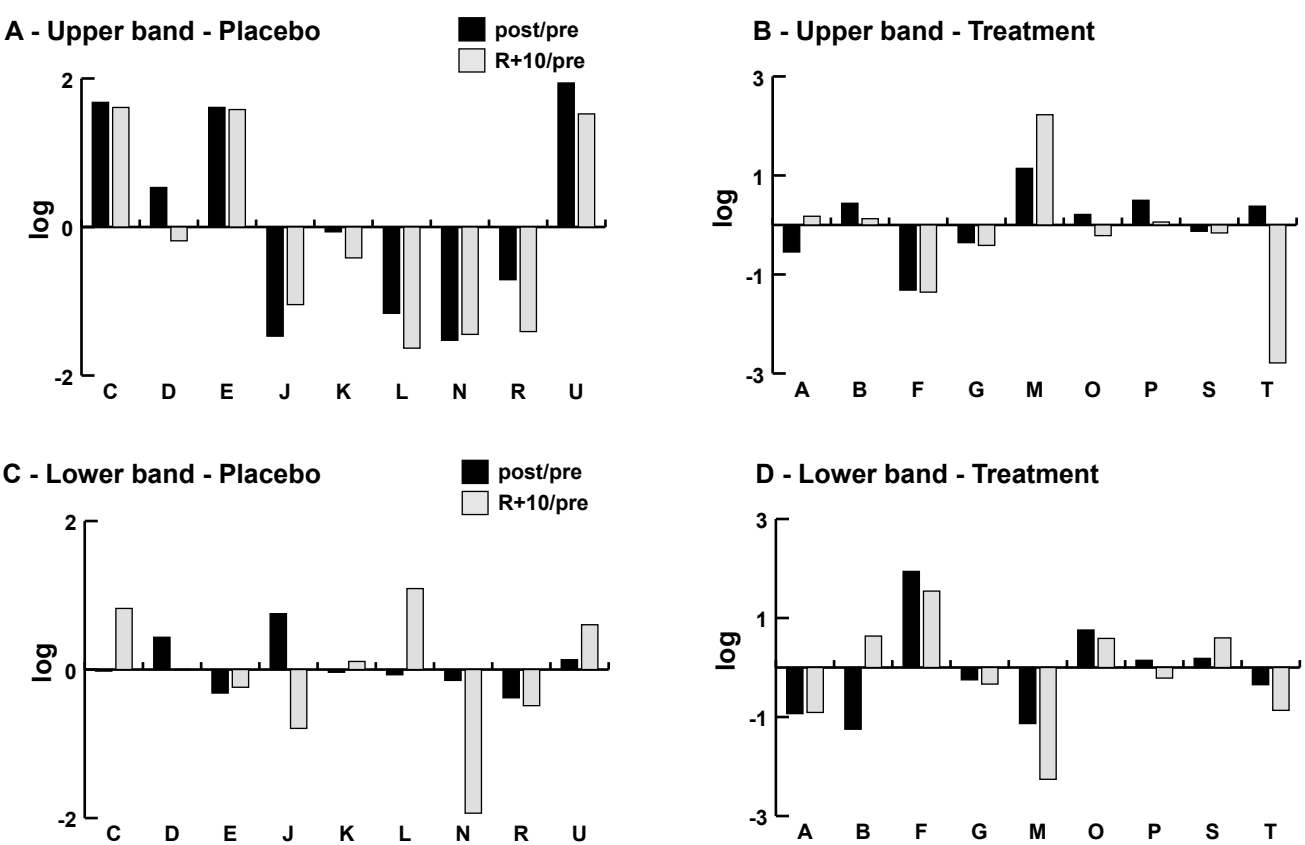 A - Upper band - Placebo
post/pre
R+10/pre
2
0
-2
log
C D E J K L N R U
B - Upper band - Treatment
3
1
-1
-3
log
A B F G M O P S T
C - Lower band - Placebo
post/pre
R+10/pre
2
0
-2
log
C D E J K L N R U
D - Lower band - Treatment
3
1
-1
-3
log
A B F G M O P S T